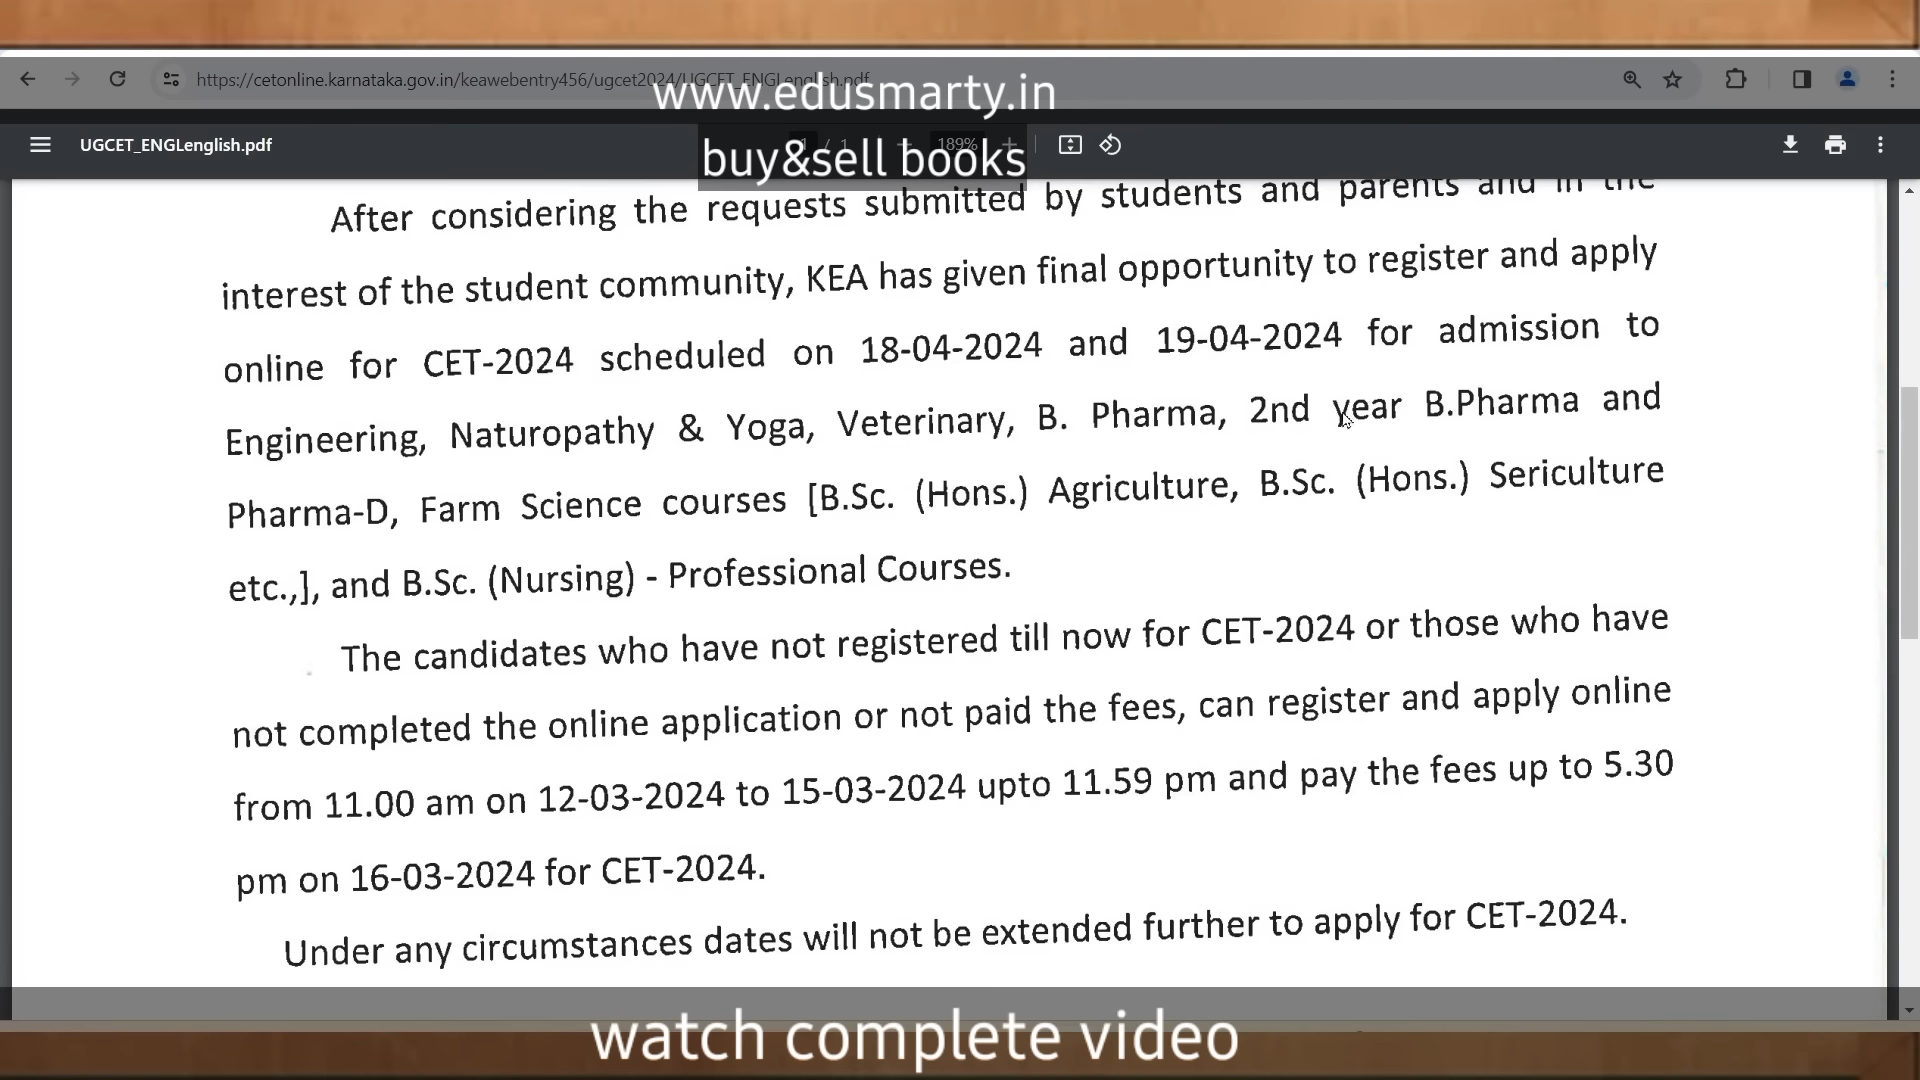 https://cetonline.karnataka.gov.in/keawebentry456/ugcet2024/UGCET_ENGLenglish.pdf
www.edusmarty.in
UGCET_ENGLenglish.pdf
1 / 1
189%
buy&sell books
After considering the requests submitted by students and parents and in the
interest of the student community, KEA has given final opportunity to register and apply
online for CET-2024 scheduled on 18-04-2024 and 19-04-2024 for admission to
Engineering, Naturopathy & Yoga, Veterinary, B. Pharma, 2nd year B.Pharma and
Pharma-D, Farm Science courses [B.Sc. (Hons.) Agriculture, B.Sc. (Hons.) Sericulture
etc.,], and B.Sc. (Nursing) - Professional Courses.
The candidates who have not registered till now for CET-2024 or those who have
not completed the online application or not paid the fees, can register and apply online
from 11.00 am on 12-03-2024 to 15-03-2024 upto 11.59 pm and pay the fees up to 5.30
pm on 16-03-2024 for CET-2024.
Under any circumstances dates will not be extended further to apply for CET-2024.
watch complete video